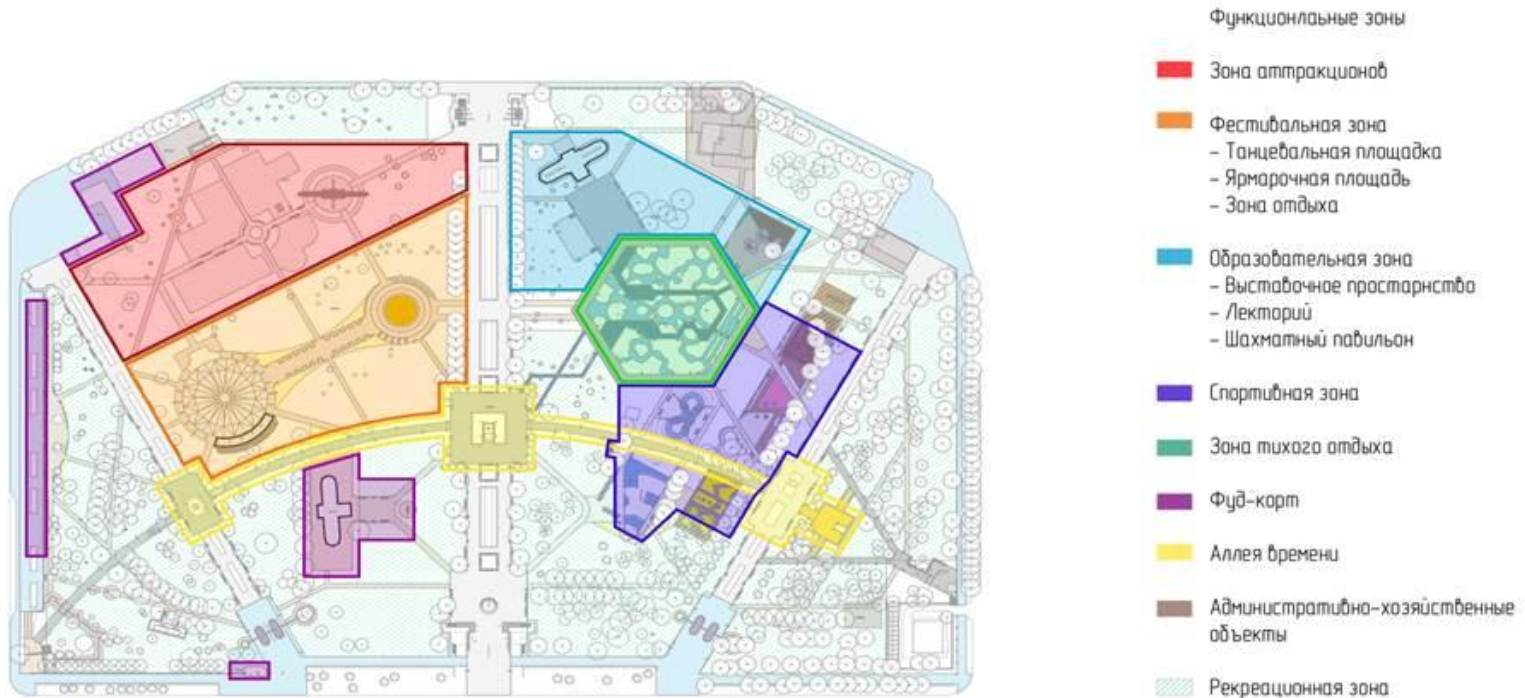 Функционлаьные зоны
Зона аттракционов
Фестивальная зона
– Танцевальная площадка
– Ярмарочная площадь
– Зона отдыха
Образовательная зона
– Выставочное простарнство
– Лекторий
– Шахматный павильон
Спортивная зона
Зона тихого отдыха
Фуд-корт
Аллея времени
Административно-хозяйственные
объекты
Рекреационная зона